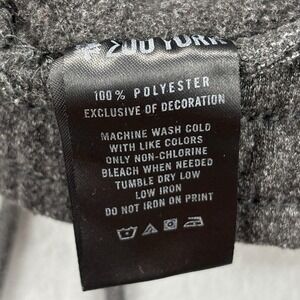 ZOO YORK
100% POLYESTER
EXCLUSIVE OF DECORATION
MACHINE WASH COLD
WITH LIKE COLORS
ONLY NON-CHLORINE
BLEACH WHEN NEEDED
TUMBLE DRY LOW
LOW IRON
DO NOT IRON ON PRINT